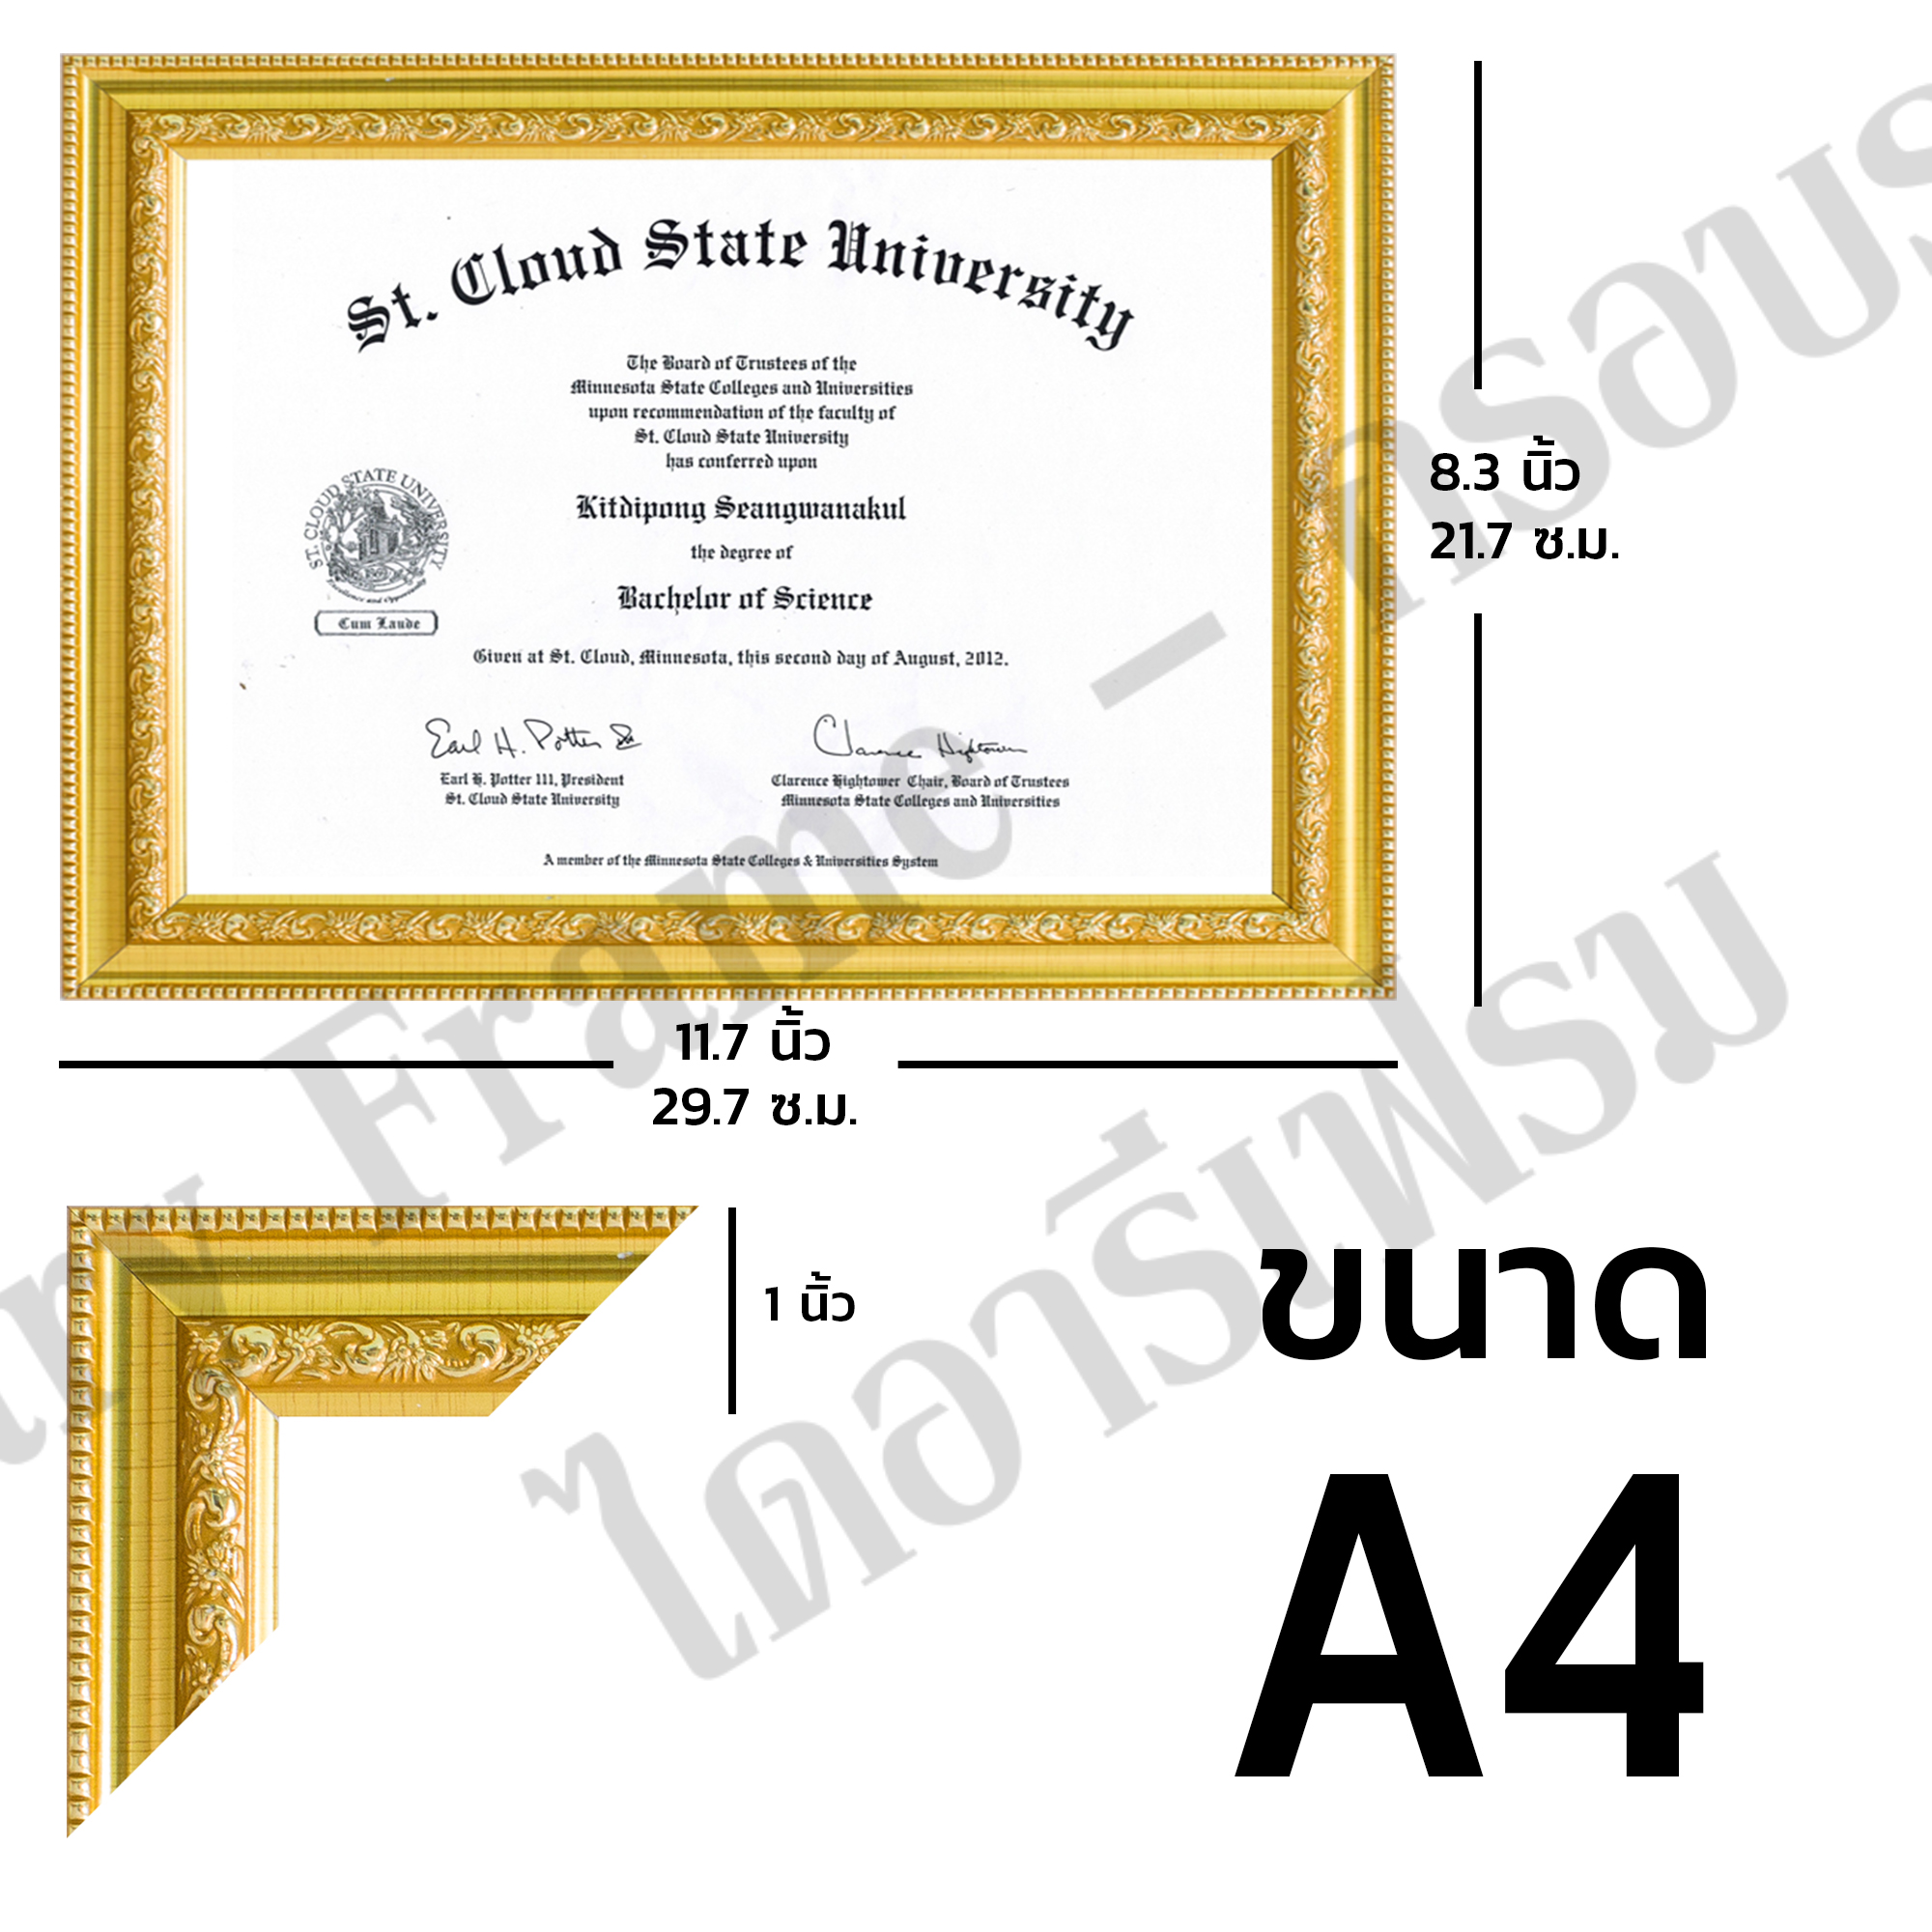 St. Cloud State University
The Board of Trustees of the
Minnesota State Colleges and Universities
upon recommendation of the faculty of
St. Cloud State University
has conferred upon
Kitdipong Seangwanakul
the degree of
Bachelor of Science
ST. CLOUD STATE UNIVERSITY
Excellence and Opportunity
Cum Laude
Given at St. Cloud, Minnesota, this second day of August, 2012.
Earl H. Potter III
Clarence Hightower
Earl H. Potter III, President
St. Cloud State University
Clarence Hightower Chair, Board of Trustees
Minnesota State Colleges and Universities
A member of the Minnesota State Colleges & Universities System
8.3 นิ้ว
21.7 ซ.ม.
11.7 นิ้ว
29.7 ซ.ม.
1 นิ้ว
ขนาด
A4
Frame - กรอบ
ไดอารี่เฟรม